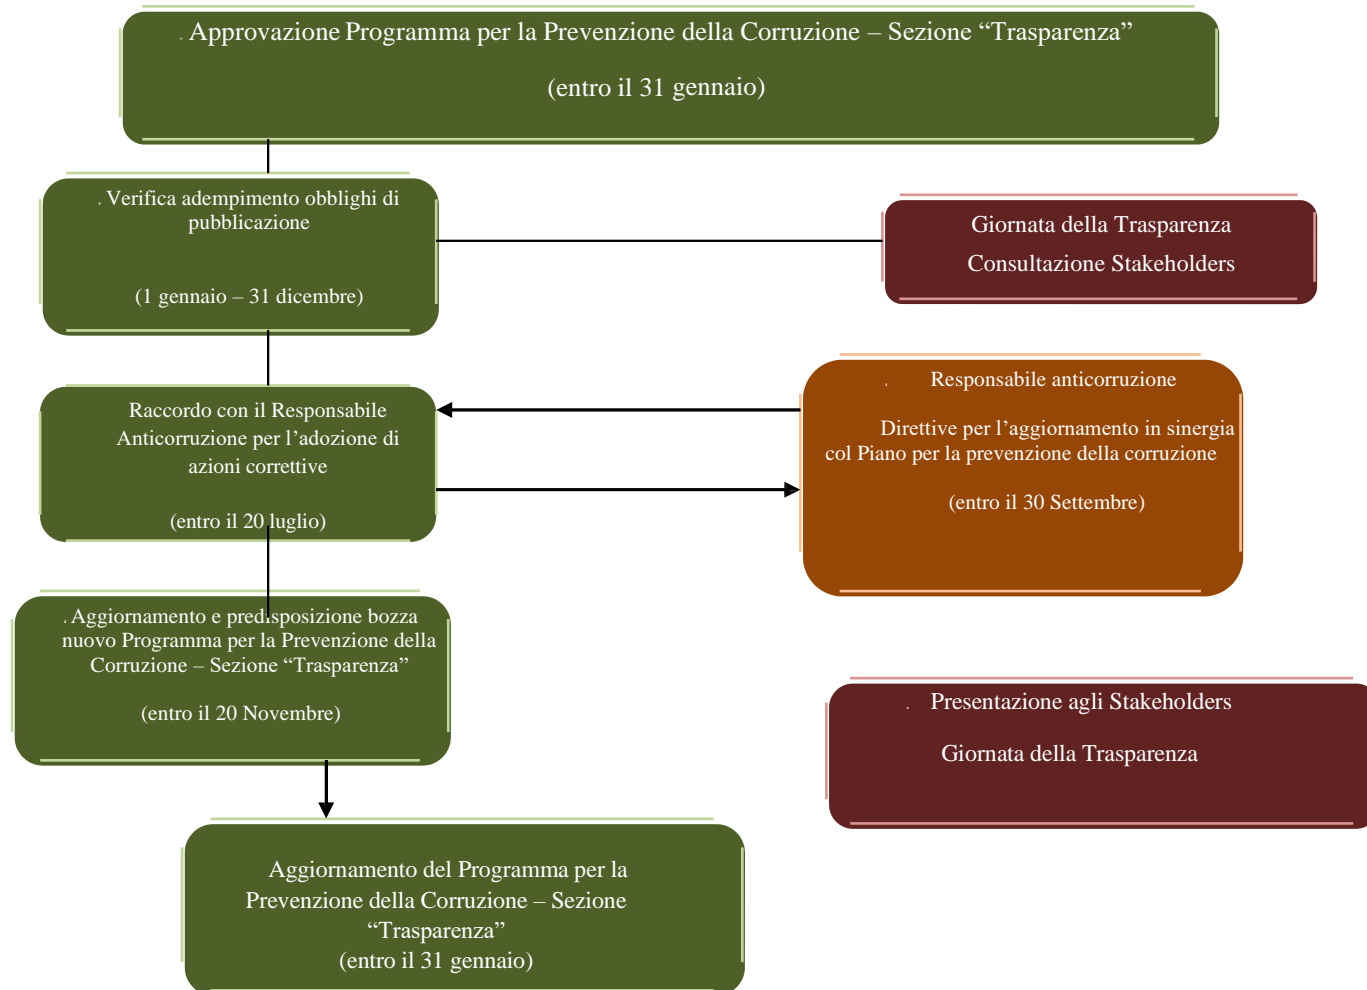 . Approvazione Programma per la Prevenzione della Corruzione – Sezione “Trasparenza”
(entro il 31 gennaio)
. Verifica adempimento obblighi di
pubblicazione
(1 gennaio – 31 dicembre)
Giornata della Trasparenza
Consultazione Stakeholders
Raccordo con il Responsabile
Anticorruzione per l’adozione di
azioni correttive
(entro il 20 luglio)
. Responsabile anticorruzione
Direttive per l’aggiornamento in sinergia
col Piano per la prevenzione della corruzione
(entro il 30 Settembre)
. Aggiornamento e predisposizione bozza
nuovo Programma per la Prevenzione della
Corruzione – Sezione “Trasparenza”
(entro il 20 Novembre)
. Presentazione agli Stakeholders
Giornata della Trasparenza
Aggiornamento del Programma per la
Prevenzione della Corruzione – Sezione
“Trasparenza”
(entro il 31 gennaio)